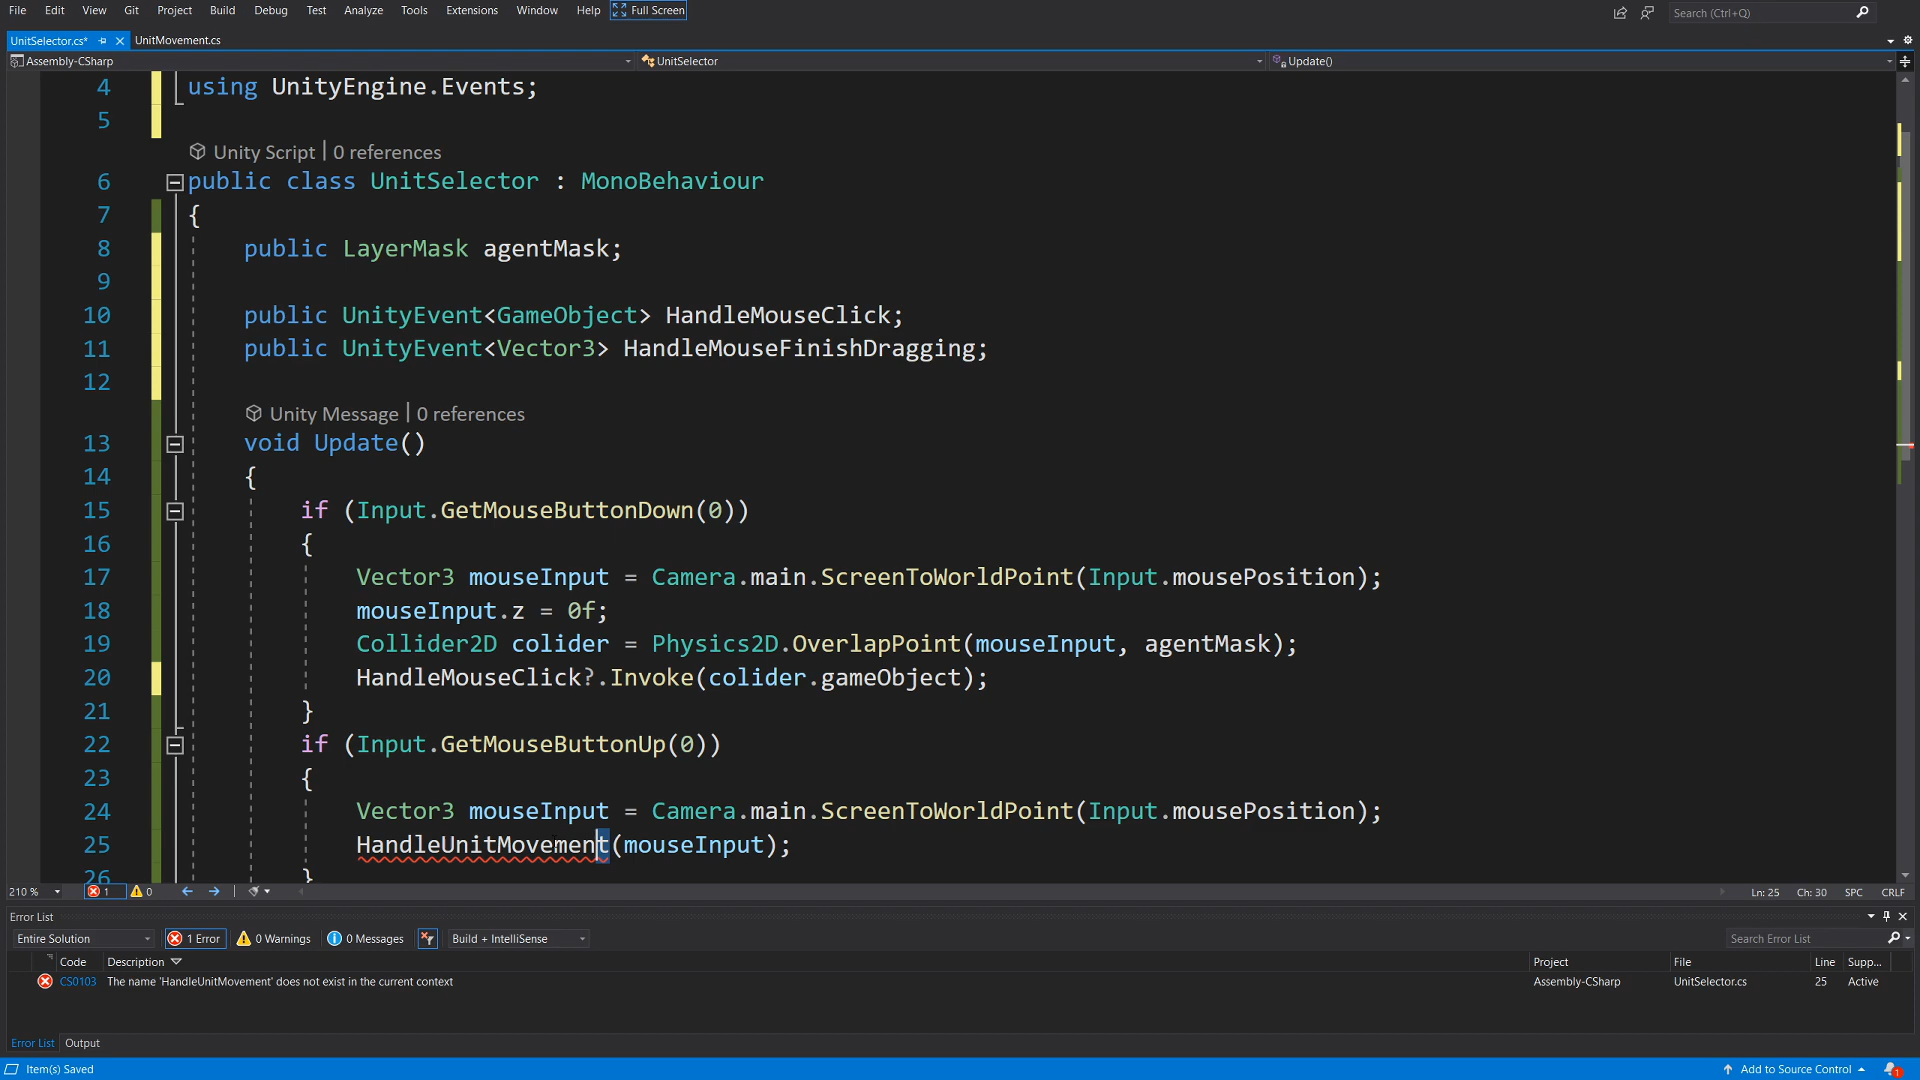 File Edit View Git Project Build Debug Test Analyze Tools Extensions Window Help Full Screen Search (Ctrl+Q)
UnitSelector.cs* UnitMovement.cs
Assembly-CSharp UnitSelector Update()
4 using UnityEngine.Events;
5
Unity Script | 0 references
6 public class UnitSelector : MonoBehaviour
7 {
8 public LayerMask agentMask;
9
10 public UnityEvent<GameObject> HandleMouseClick;
11 public UnityEvent<Vector3> HandleMouseFinishDragging;
12
Unity Message | 0 references
13 void Update()
14 {
15 if (Input.GetMouseButtonDown(0))
16 {
17 Vector3 mouseInput = Camera.main.ScreenToWorldPoint(Input.mousePosition);
18 mouseInput.z = 0f;
19 Collider2D colider = Physics2D.OverlapPoint(mouseInput, agentMask);
20 HandleMouseClick?.Invoke(colider.gameObject);
21 }
22 if (Input.GetMouseButtonUp(0))
23 {
24 Vector3 mouseInput = Camera.main.ScreenToWorldPoint(Input.mousePosition);
25 HandleUnitMovement(mouseInput);
26 }
210 % 1 0 Ln: 25 Ch: 30 SPC CRLF
Error List
Entire Solution 1 Error 0 Warnings 0 Messages Build + IntelliSense Search Error List
Code Description Project File Line Supp...
CS0103 The name 'HandleUnitMovement' does not exist in the current context Assembly-CSharp UnitSelector.cs 25 Active
Error List Output
Item(s) Saved Add to Source Control 1